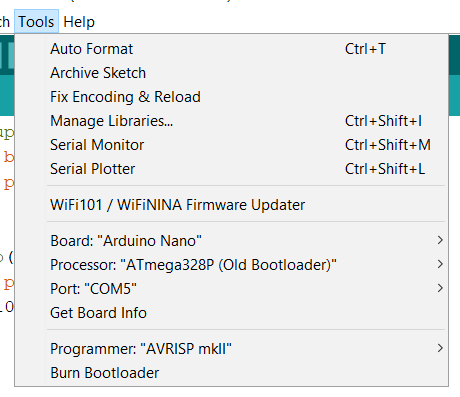 Tools Help
Auto Format Ctrl+T
Archive Sketch
Fix Encoding & Reload
Manage Libraries... Ctrl+Shift+I
Serial Monitor Ctrl+Shift+M
Serial Plotter Ctrl+Shift+L
WiFi101 / WiFiNINA Firmware Updater
Board: "Arduino Nano"
Processor: "ATmega328P (Old Bootloader)"
Port: "COM5"
Get Board Info
Programmer: "AVRISP mkII"
Burn Bootloader